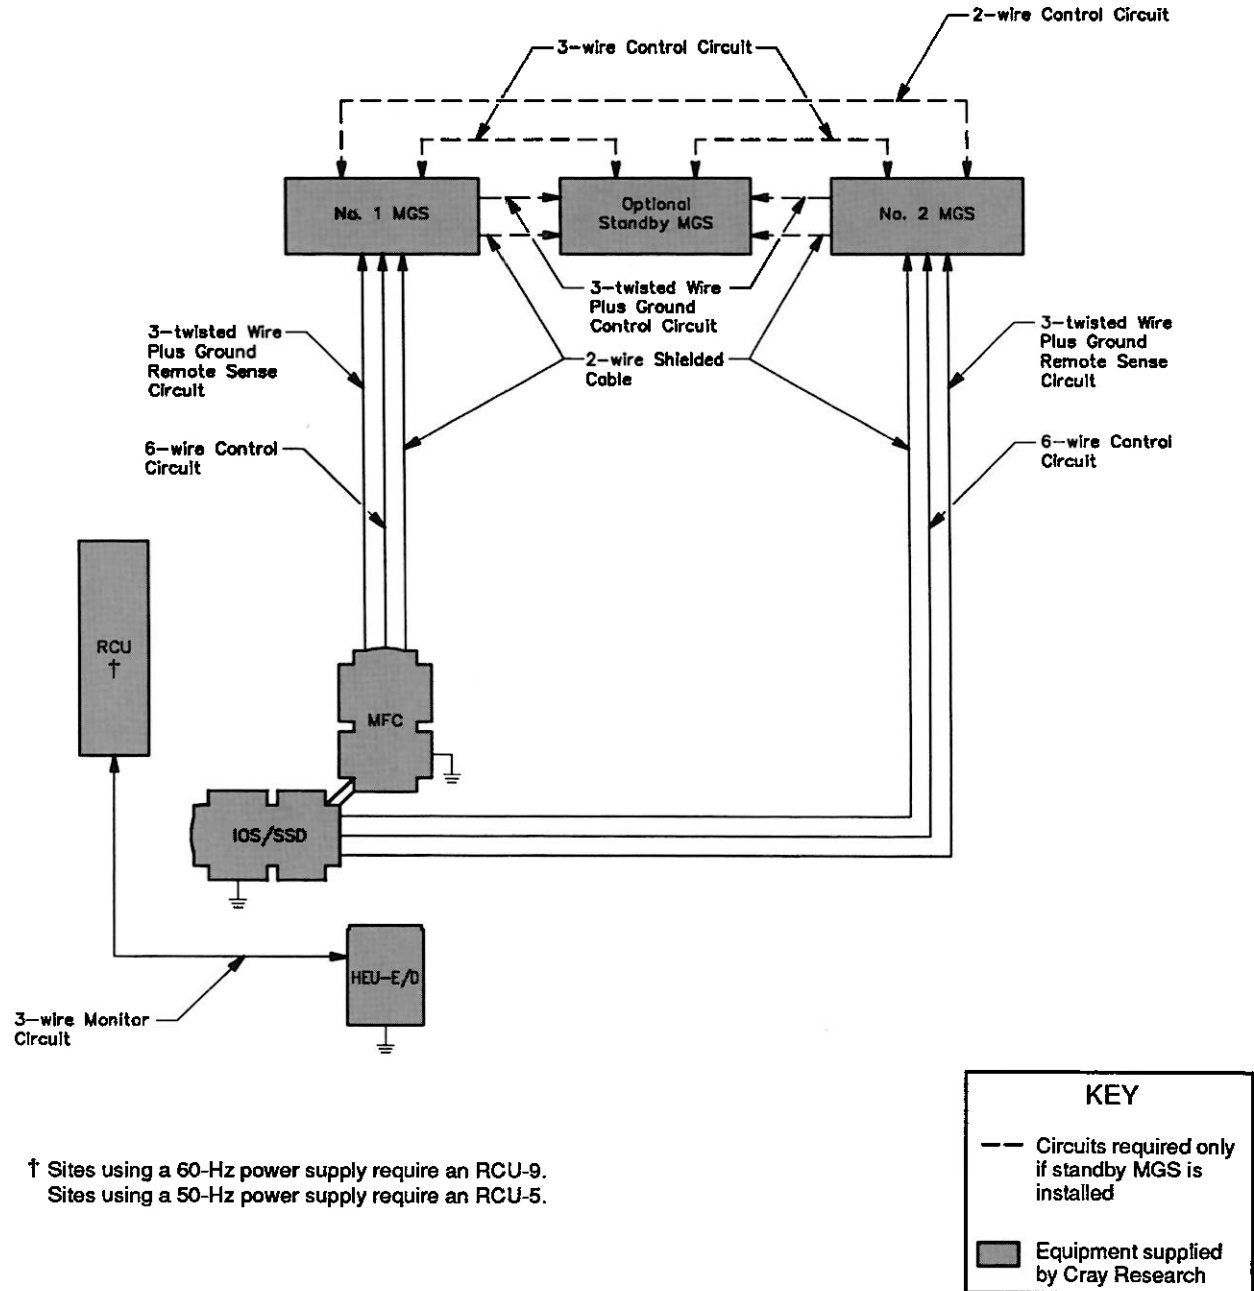 2-wire Control Circuit
3-wire Control Circuit
No. 1 MGS
Optional
Standby MGS
No. 2 MGS
3-twisted Wire
Plus Ground
Control Circuit
3-twisted Wire
Plus Ground
Remote Sense
Circuit
2-wire Shielded
Cable
3-twisted Wire
Plus Ground
Remote Sense
Circuit
6-wire Control
Circuit
6-wire Control
Circuit
RCU
†
MFC
IOS/SSD
HEU-E/D
3-wire Monitor
Circuit
† Sites using a 60-Hz power supply require an RCU-9.
Sites using a 50-Hz power supply require an RCU-5.
KEY
Circuits required only
if standby MGS is
installed
Equipment supplied
by Cray Research